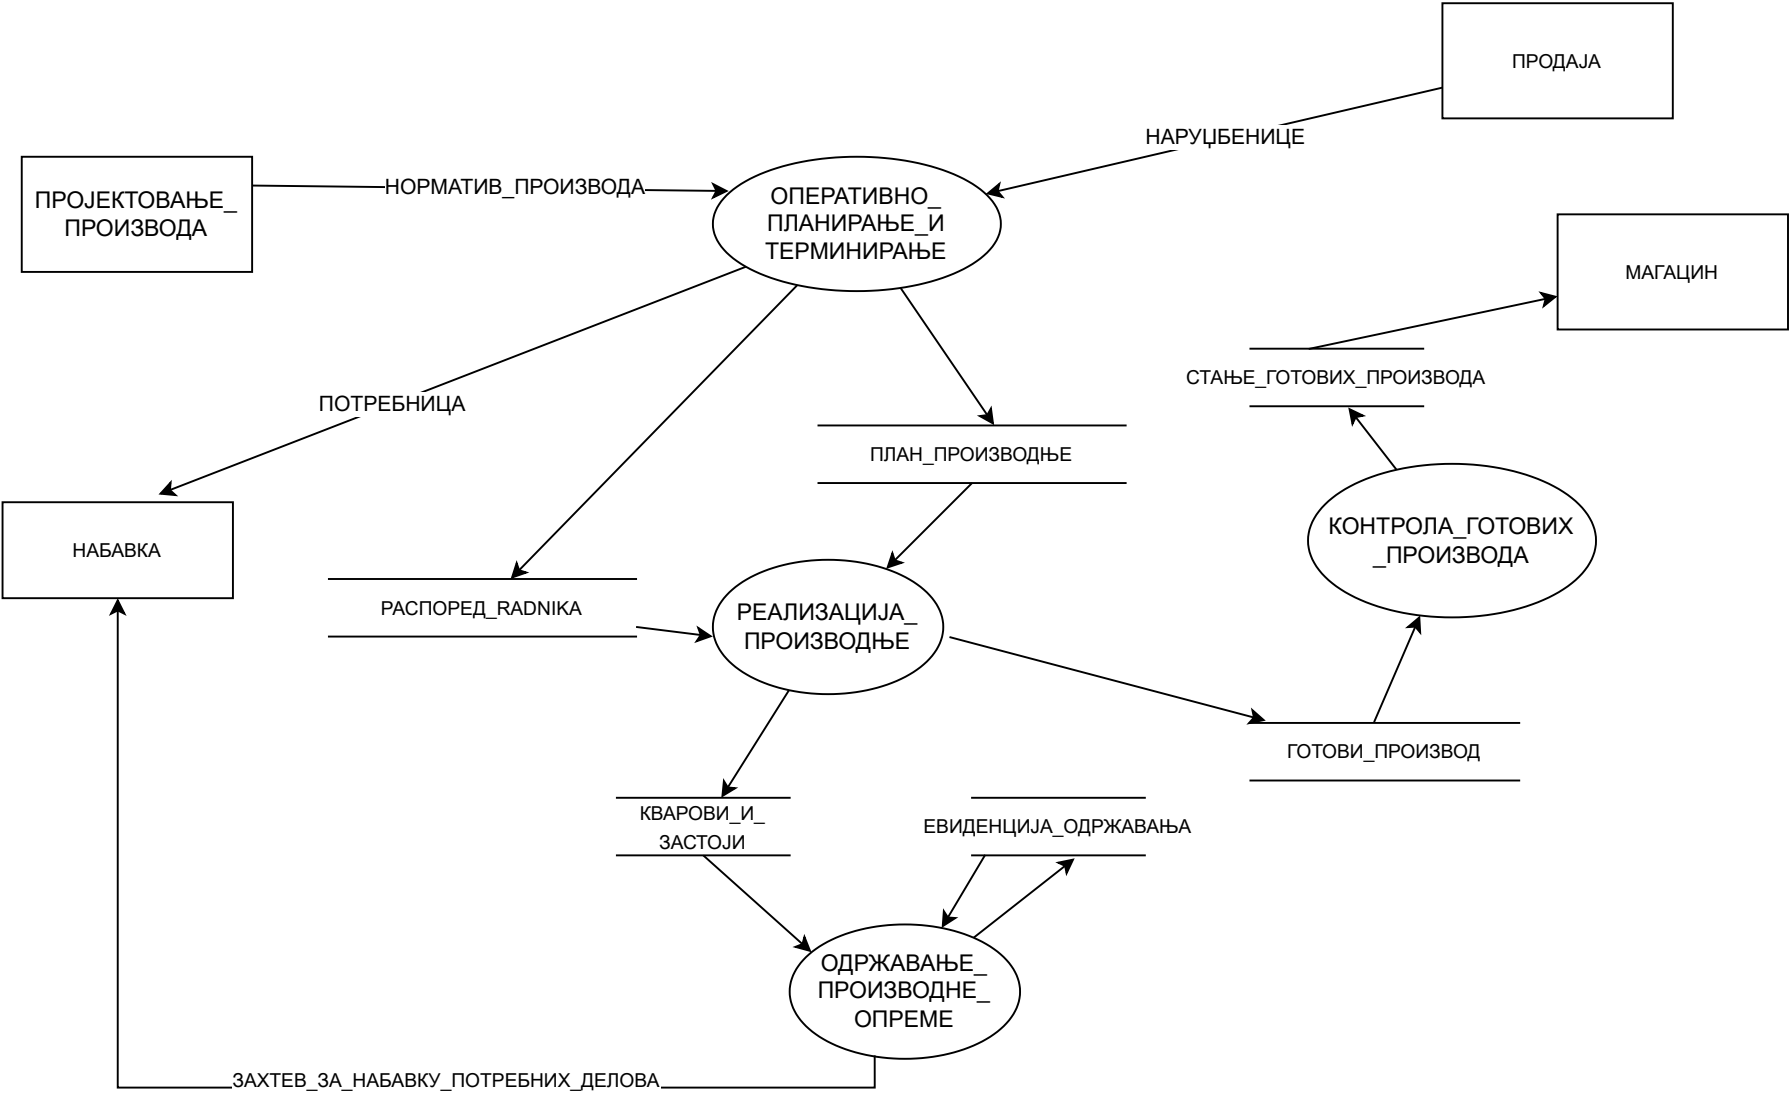 ПРОДАЈА
НАРУЏБЕНИЦЕ
ПРОЈЕКТОВАЊЕ_
ПРОИЗВОДА
НОРМАТИВ_ПРОИЗВОДА
ОПЕРАТИВНО_
ПЛАНИРАЊЕ_И
ТЕРМИНИРАЊЕ
МАГАЦИН
СТАЊЕ_ГОТОВИХ_ПРОИЗВОДА
ПОТРЕБНИЦА
ПЛАН_ПРОИЗВОДЊЕ
КОНТРОЛА_ГОТОВИХ
_ПРОИЗВОДА
НАБАВКА
РАСПОРЕД_RADNIKA
РЕАЛИЗАЦИЈА_
ПРОИЗВОДЊЕ
ГОТОВИ_ПРОИЗВОД
КВАРОВИ_И_
ЗАСТОЈИ
ЕВИДЕНЦИЈА_ОДРЖАВАЊА
ОДРЖАВАЊЕ_
ПРОИЗВОДНЕ_
ОПРЕМЕ
ЗАХТЕВ_ЗА_НАБАВКУ_ПОТРЕБНИХ_ДЕЛОВА